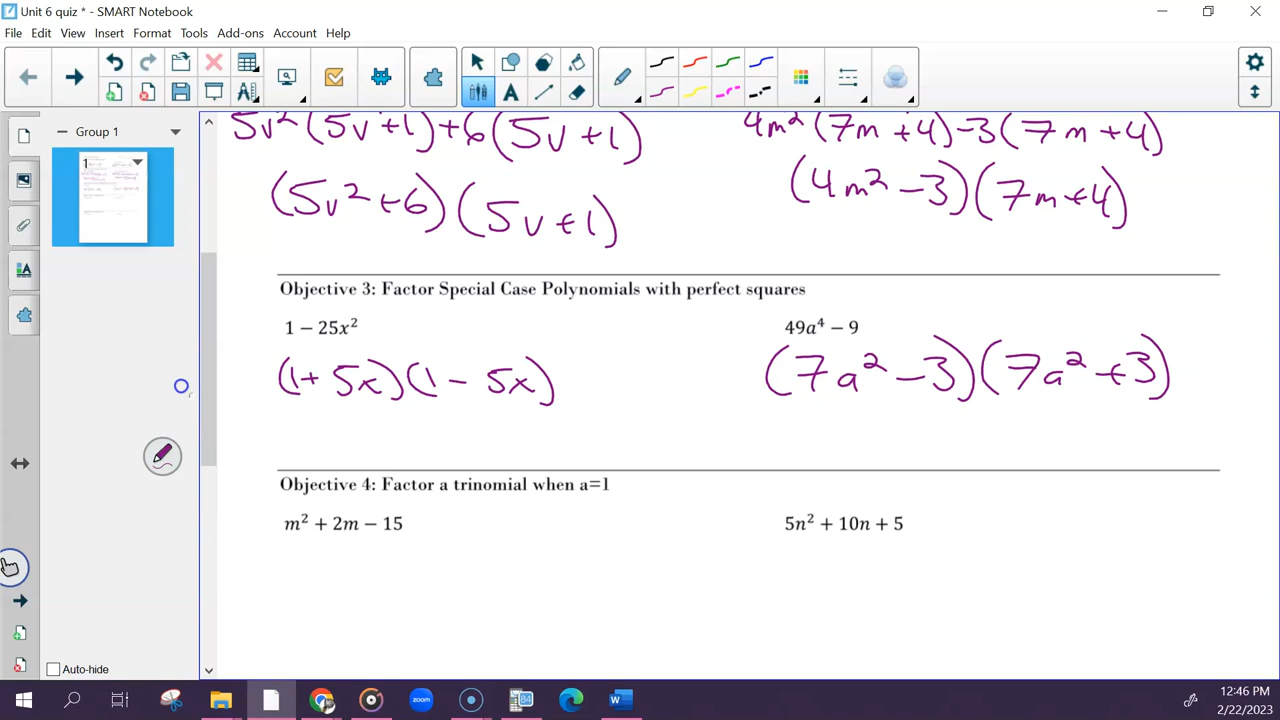 Unit 6 quiz * - SMART Notebook
File Edit View Insert Format Tools Add-ons Account Help
Group 1
1
5v²(5v+1)+6(5v+1)
4m²(7m+4)-3(7m+4)
(5v²+6)(5v+1)
(4m²-3)(7m+4)
Objective 3: Factor Special Case Polynomials with perfect squares
1 − 25x²
49a⁴ − 9
(1+5x)(1-5x)
(7a²-3)(7a²+3)
Objective 4: Factor a trinomial when a=1
m² + 2m − 15
5n² + 10n + 5
Auto-hide
zoom
84
12:46 PM
2/22/2023